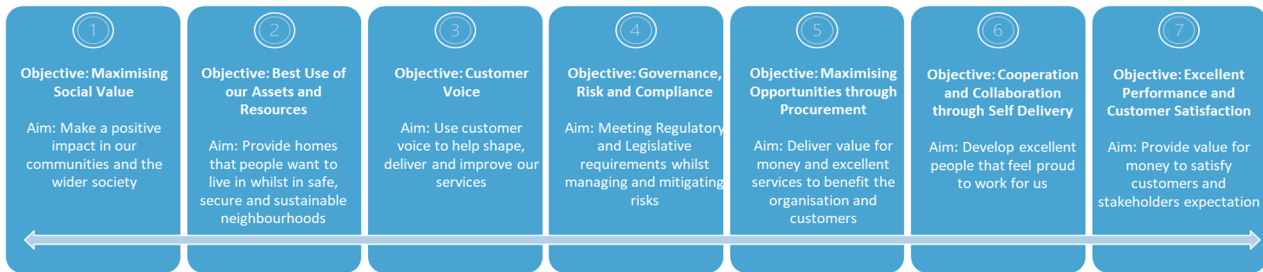 1
Objective: Maximising
Social Value
Aim: Make a positive
impact in our
communities and the
wider society
2
Objective: Best Use of
our Assets and
Resources
Aim: Provide homes
that people want to
live in whilst in safe,
secure and sustainable
neighbourhoods
3
Objective: Customer
Voice
Aim: Use customer
voice to help shape,
deliver and improve our
services
4
Objective: Governance,
Risk and Compliance
Aim: Meeting Regulatory
and Legislative
requirements whilst
managing and mitigating
risks
5
Objective: Maximising
Opportunities through
Procurement
Aim: Deliver value for
money and excellent
services to benefit the
organisation and
customers
6
Objective: Cooperation
and Collaboration
through Self Delivery
Aim: Develop excellent
people that feel proud
to work for us
7
Objective: Excellent
Performance and
Customer Satisfaction
Aim: Provide value for
money to satisfy
customers and
stakeholders expectation